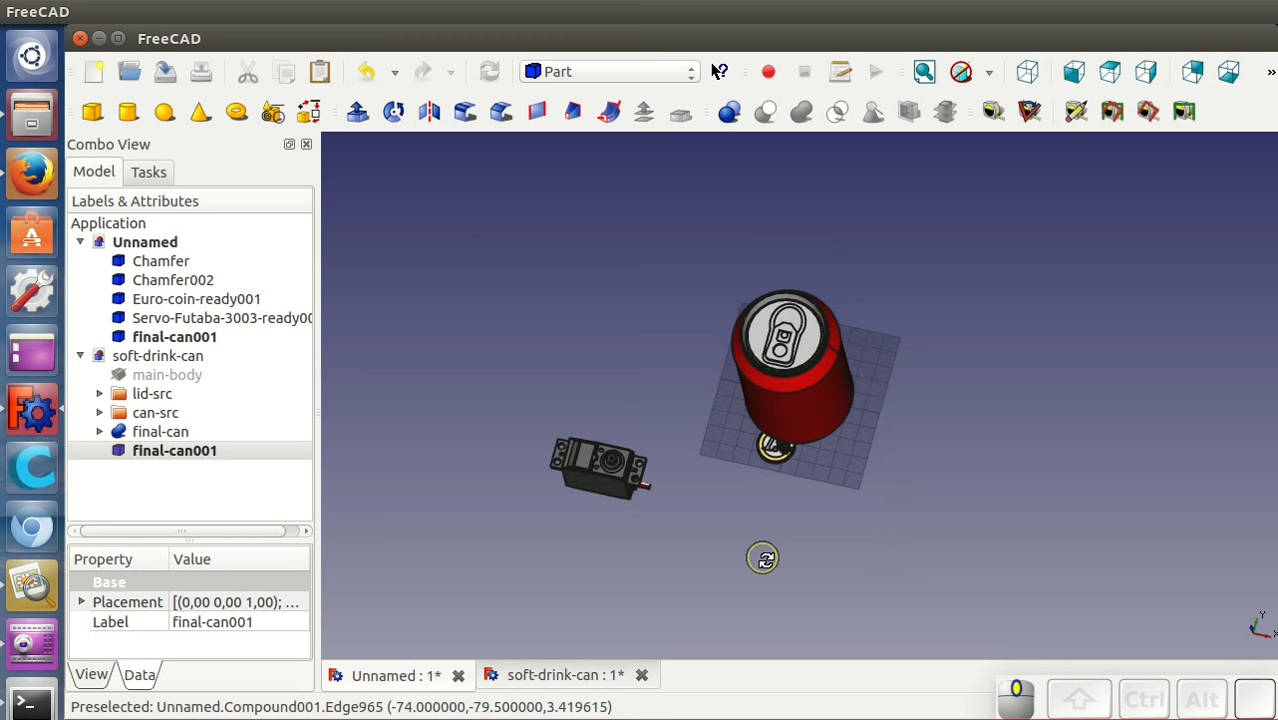 FreeCAD
FreeCAD
Part
»
Combo View
Model
Tasks
Labels & Attributes
Application
Unnamed
Chamfer
Chamfer002
Euro-coin-ready001
Servo-Futaba-3003-ready00
final-can001
soft-drink-can
main-body
lid-src
can-src
final-can
final-can001
Property
Value
Base
Placement
[(0,00 0,00 1,00); ...
Label
final-can001
View
Data
Unnamed : 1*
soft-drink-can : 1*
Y
X
Ctrl
Alt
Preselected: Unnamed.Compound001.Edge965 (-74.000000,-79.500000,3.419615)